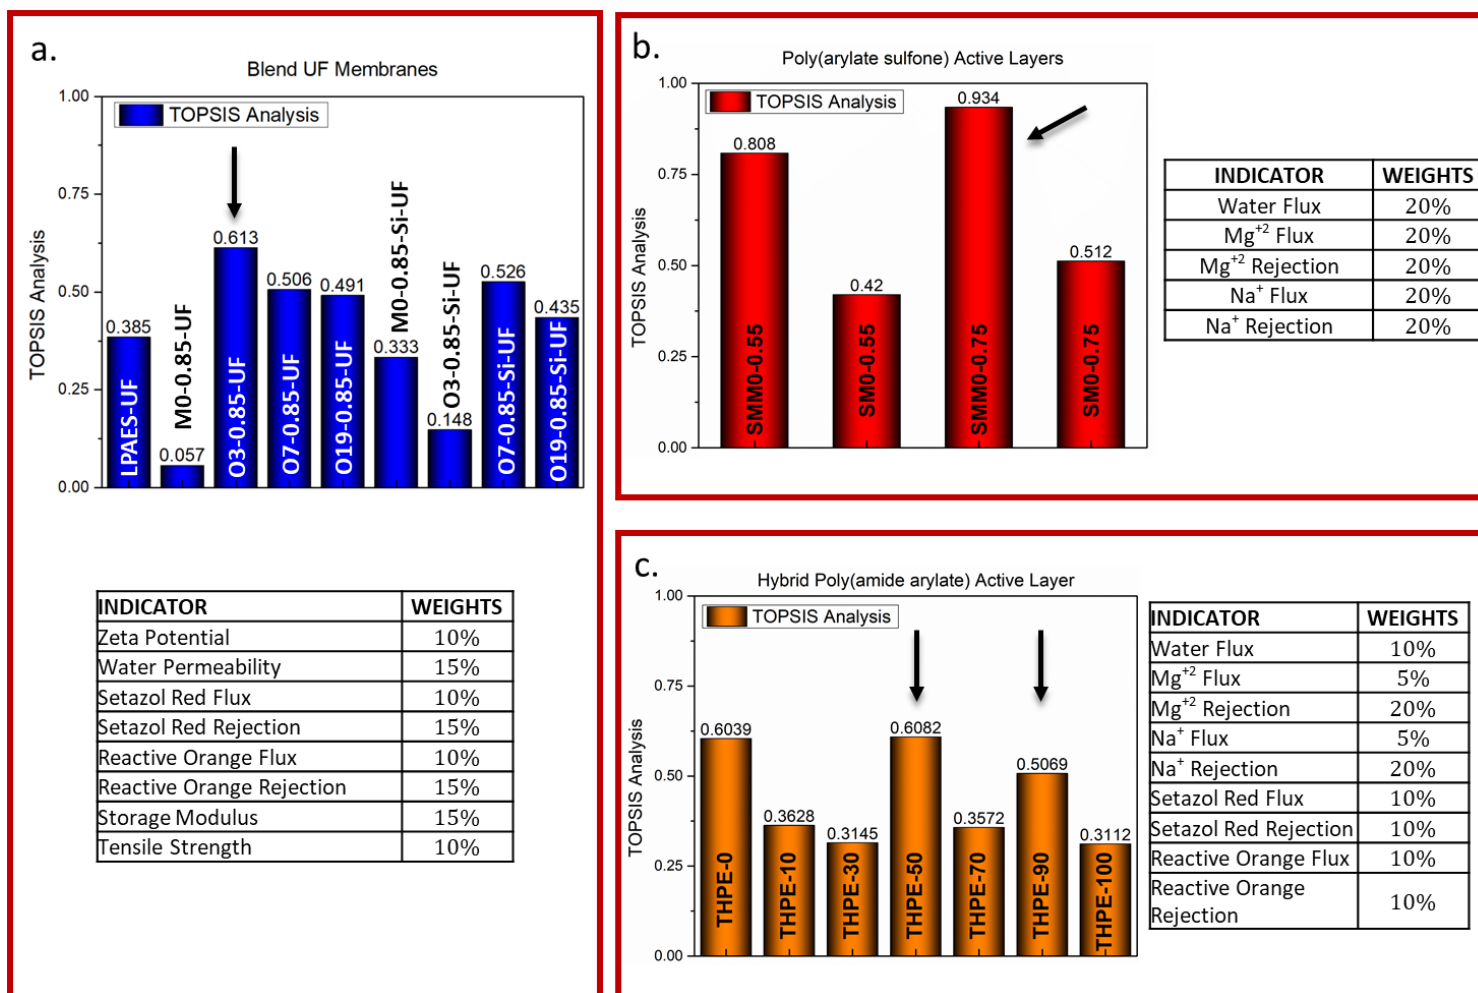 a.
Blend UF Membranes
1.00
TOPSIS Analysis
0.75
0.50
0.25
0.00
TOPSIS Analysis
0.385
0.057
0.613
0.506
0.491
0.333
0.148
0.526
0.435
LPAES-UF
M0-0.85-UF
O3-0.85-UF
O7-0.85-UF
O19-0.85-UF
M0-0.85-Si-UF
O3-0.85-Si-UF
O7-0.85-Si-UF
O19-0.85-Si-UF
INDICATOR WEIGHTS
Zeta Potential 10%
Water Permeability 15%
Setazol Red Flux 10%
Setazol Red Rejection 15%
Reactive Orange Flux 10%
Reactive Orange Rejection 15%
Storage Modulus 15%
Tensile Strength 10%
b.
Poly(arylate sulfone) Active Layers
1.00
TOPSIS Analysis
0.75
0.50
0.25
0.00
TOPSIS Analysis
0.808
0.42
0.934
0.512
SMM0-0.55
SM0-0.55
SMM0-0.75
SM0-0.75
INDICATOR WEIGHTS
Water Flux 20%
Mg⁺² Flux 20%
Mg⁺² Rejection 20%
Na⁺ Flux 20%
Na⁺ Rejection 20%
c.
Hybrid Poly(amide arylate) Active Layer
1.00
TOPSIS Analysis
0.75
0.50
0.25
0.00
TOPSIS Analysis
0.6039
0.3628
0.3145
0.6082
0.3572
0.5069
0.3112
THPE-0
THPE-10
THPE-30
THPE-50
THPE-70
THPE-90
THPE-100
INDICATOR WEIGHTS
Water Flux 10%
Mg⁺² Flux 5%
Mg⁺² Rejection 20%
Na⁺ Flux 5%
Na⁺ Rejection 20%
Setazol Red Flux 10%
Setazol Red Rejection 10%
Reactive Orange Flux 10%
Reactive Orange
Rejection 10%